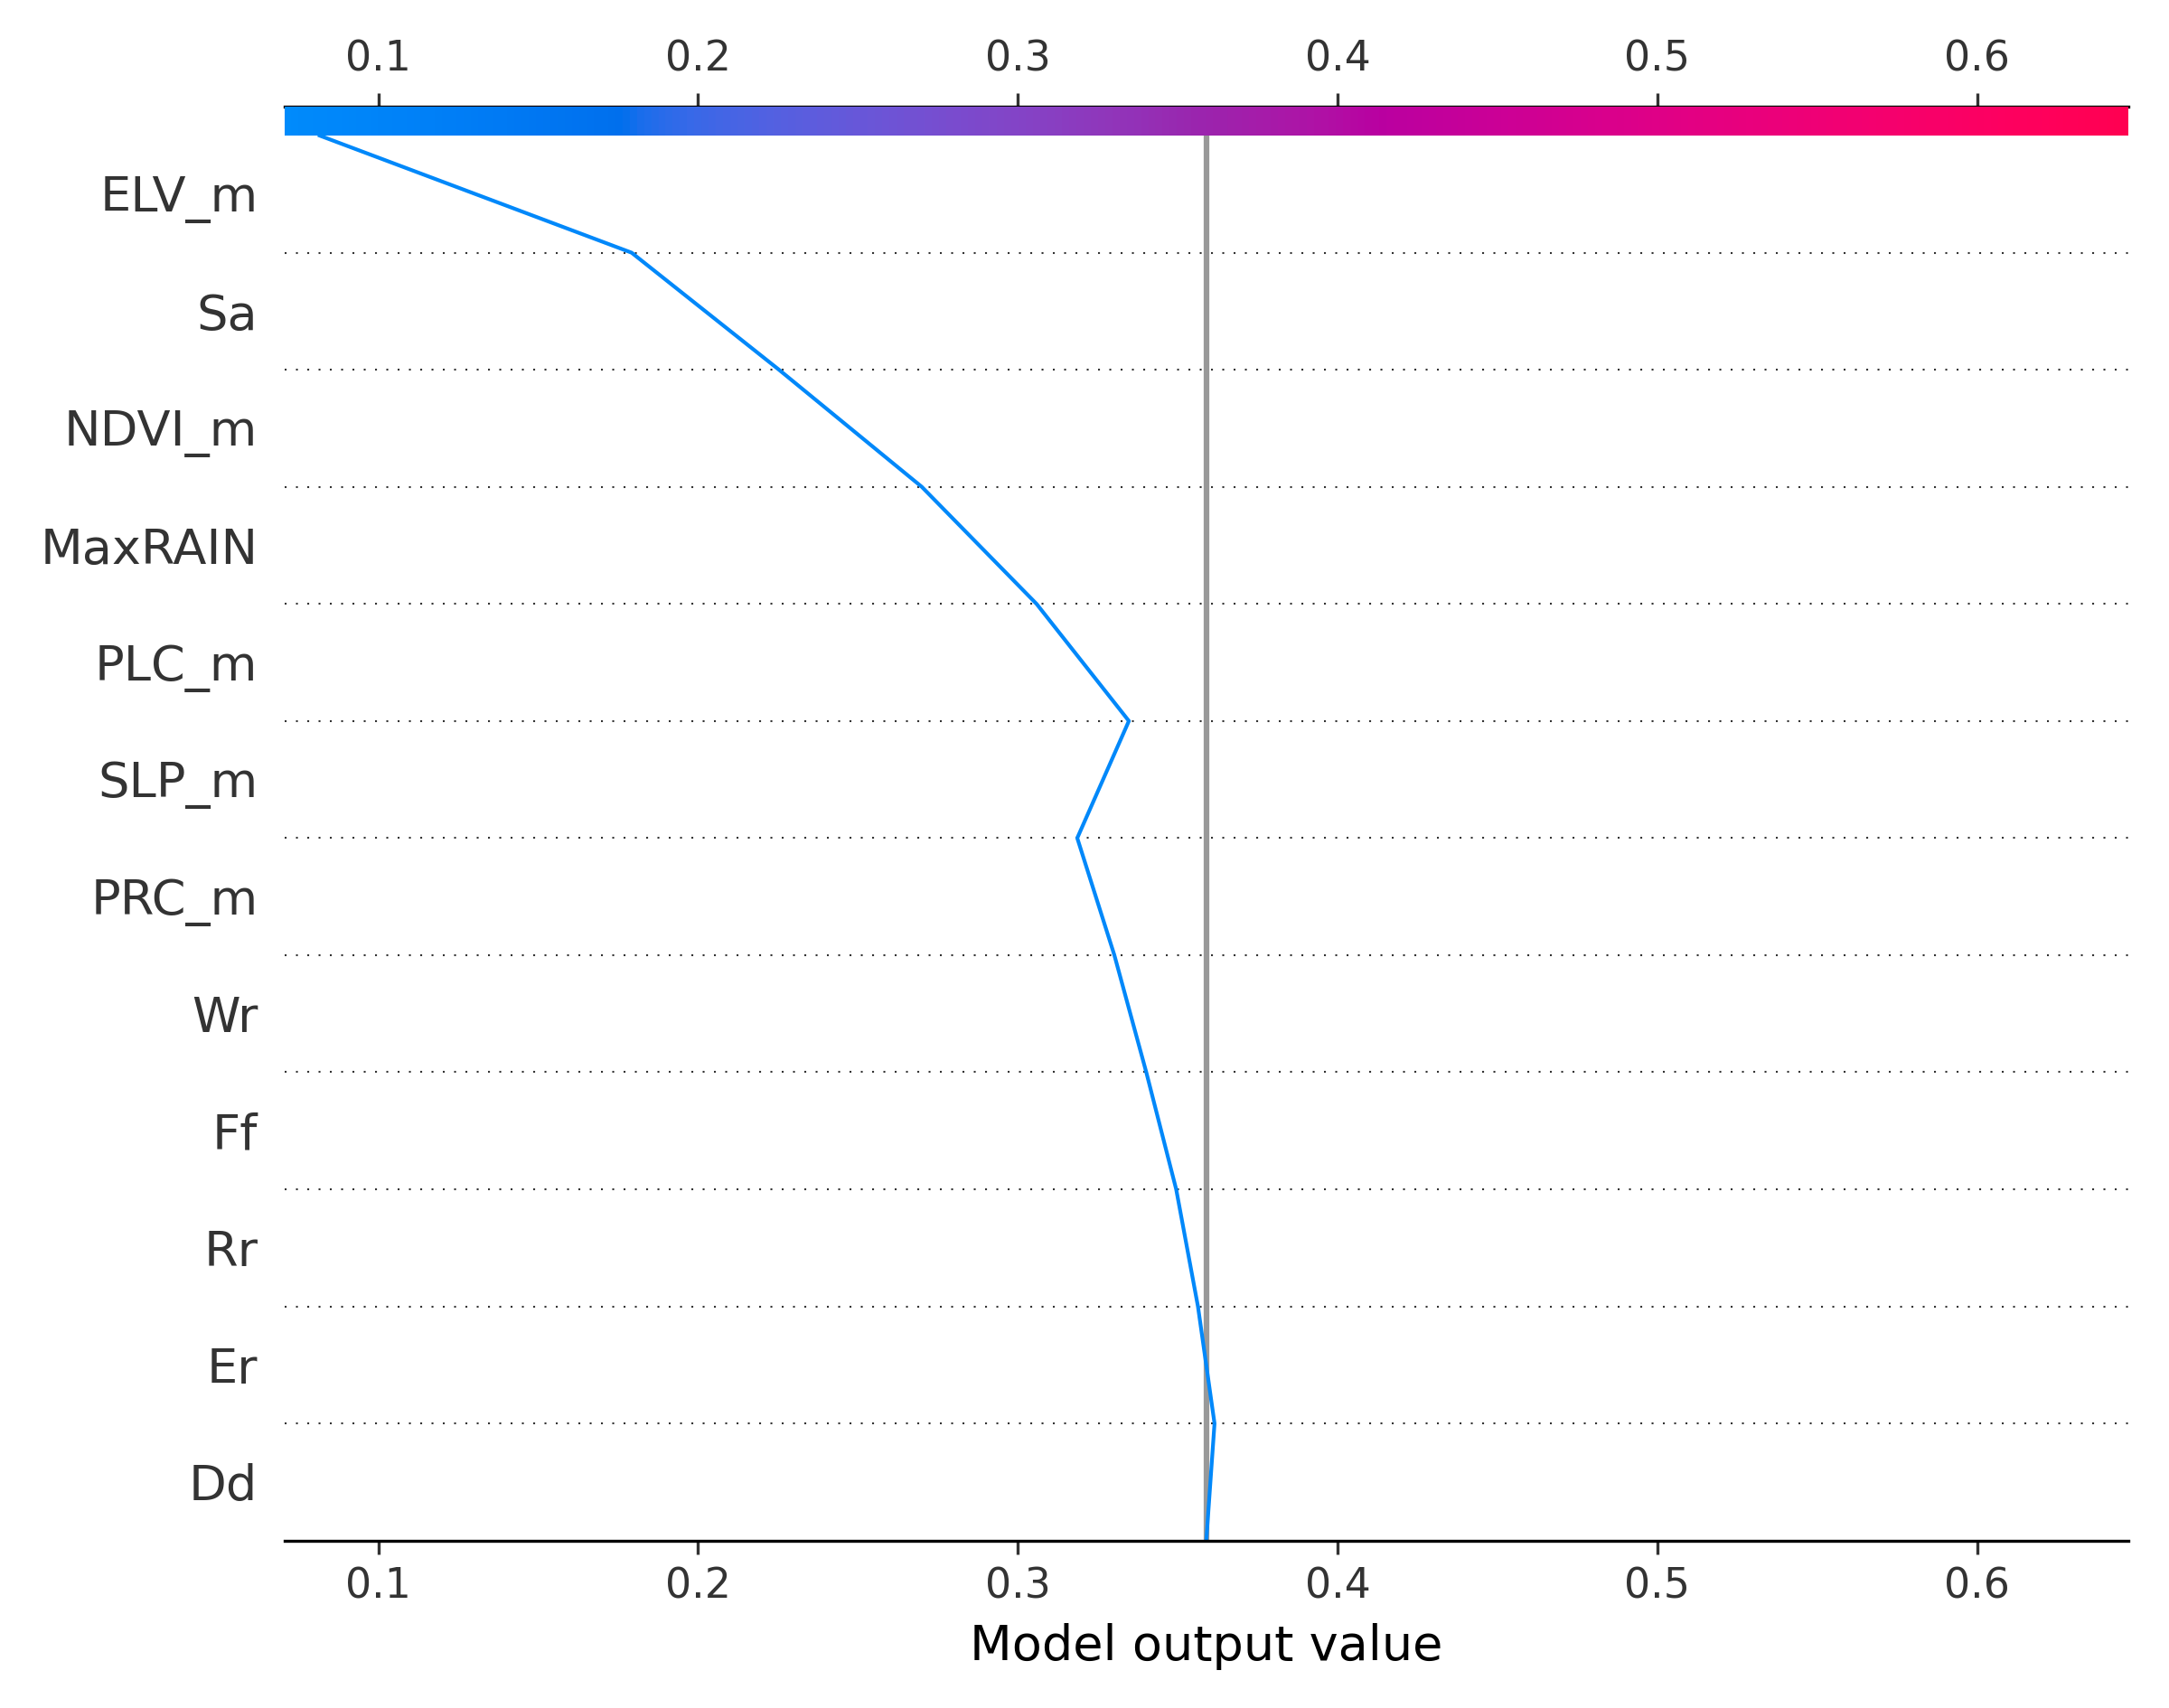 0.1 0.2 0.3 0.4 0.5 0.6
ELV_m
Sa
NDVI_m
MaxRAIN
PLC_m
SLP_m
PRC_m
Wr
Ff
Rr
Er
Dd
0.1 0.2 0.3 0.4 0.5 0.6
Model output value